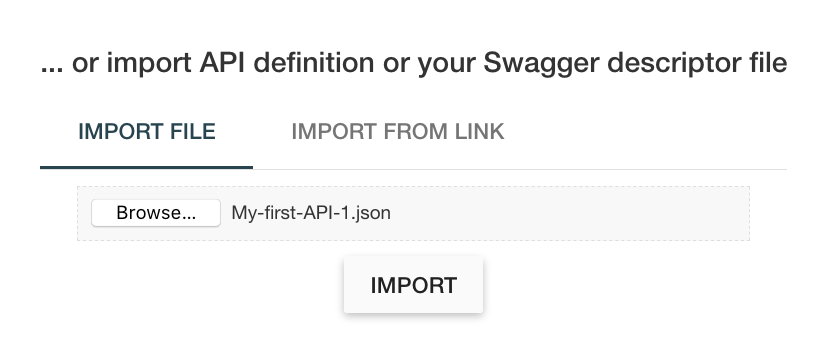 ... or import API definition or your Swagger descriptor file
IMPORT FILE
IMPORT FROM LINK
Browse... My-first-API-1.json
IMPORT